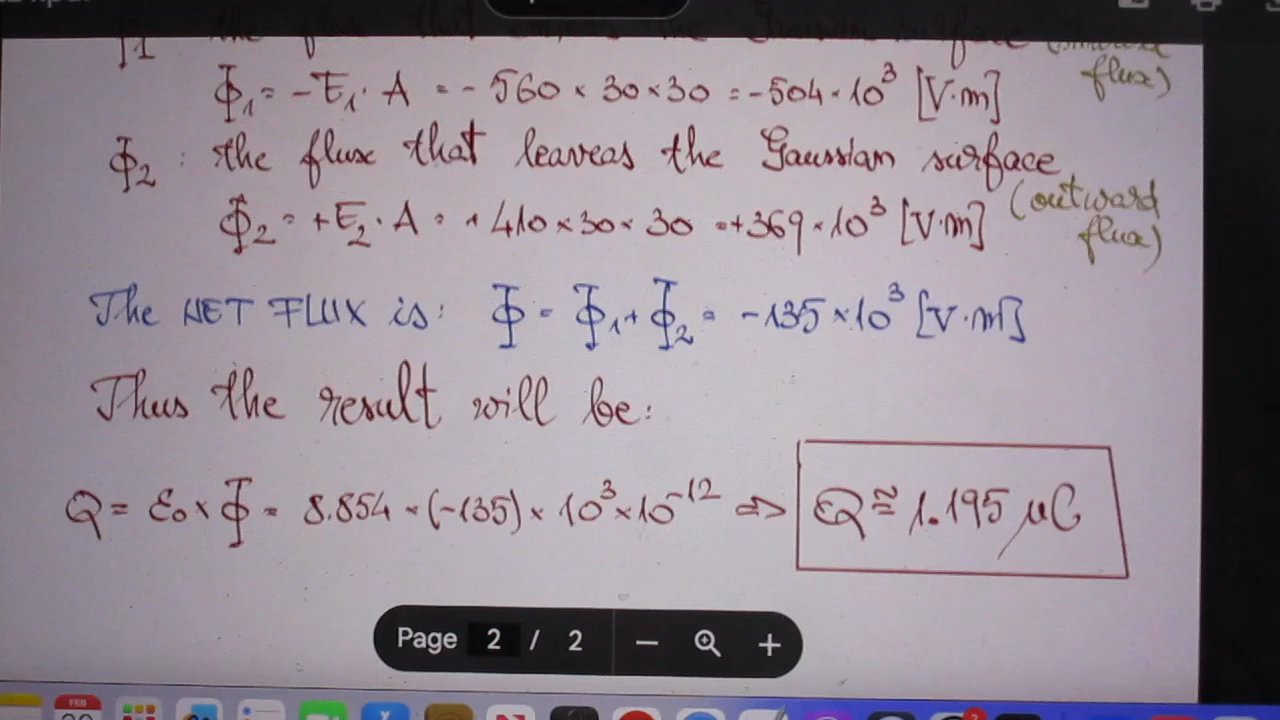 Φ1 = -E1. A = - 560 × 30×30 = -504 × 10³ [V.m]
flux)
Φ2 : the flux that leaveas the Gaussian surface
(outward
flux)
Φ2 = +E2. A = + 410×30×30 = +369 × 10³ [V.m]
The NET FLUX is: Φ = Φ1 + Φ2 = -135 × 10³ [V.m]
Thus the result will be:
Q = ε0 × Φ = 8.854 × (-135) × 10³ × 10⁻¹² ⇒ Q ≅ 1.195 μC
Page 2 / 2
FEB